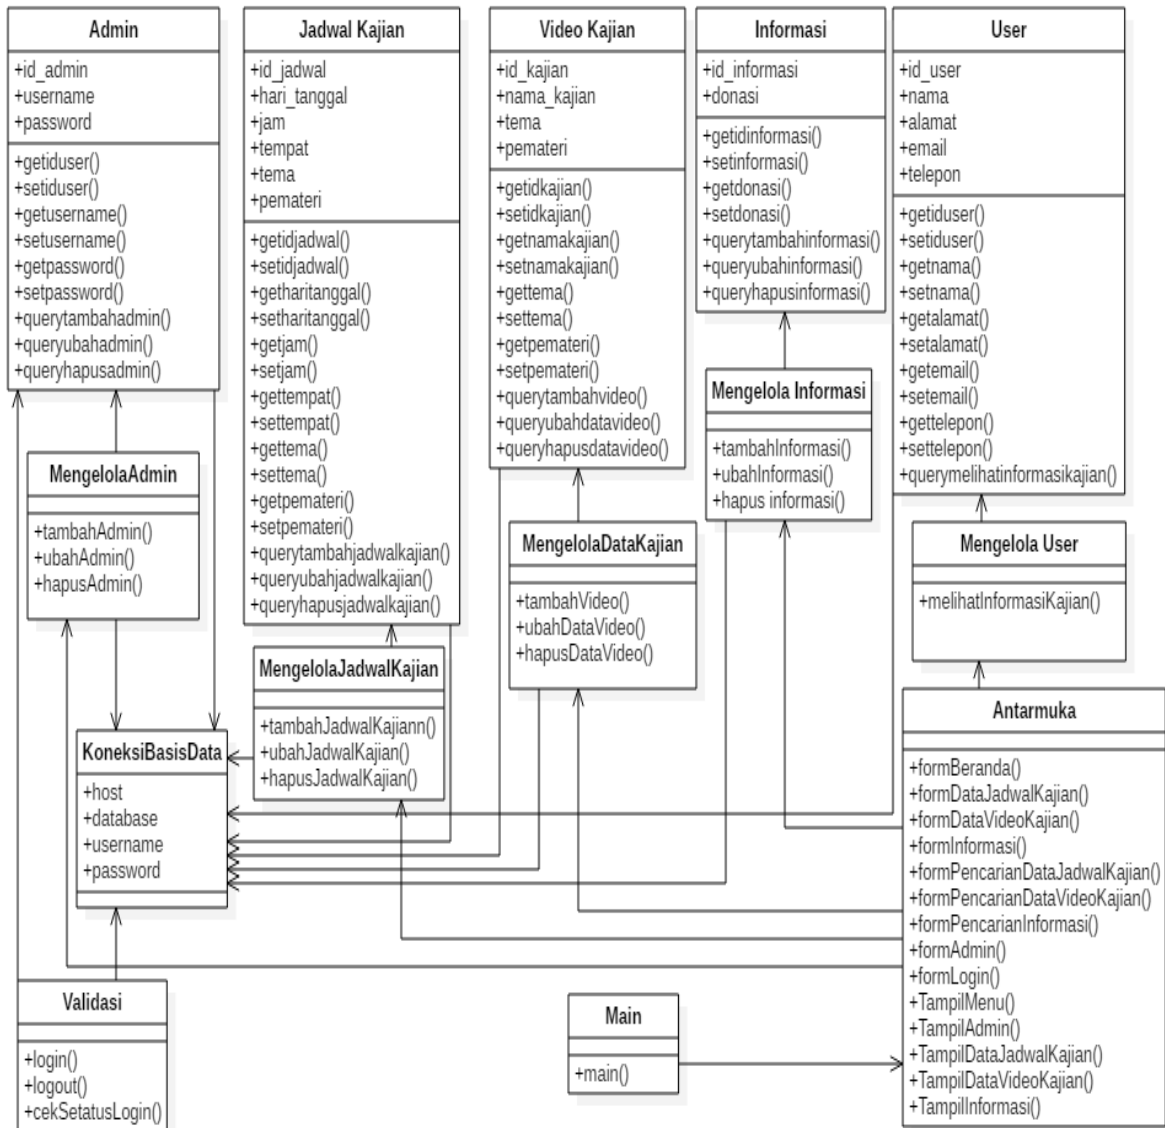 Admin
+id_admin
+username
+password
+getiduser()
+setiduser()
+getusername()
+setusername()
+getpassword()
+setpassword()
+querytambahadmin()
+queryubahadmin()
+queryhapusadmin()
Jadwal Kajian
+id_jadwal
+hari_tanggal
+jam
+tempat
+tema
+pemateri
+getidjadwal()
+setidjadwal()
+getharitanggal()
+setharitanggal()
+getjam()
+setjam()
+gettempat()
+settempat()
+gettema()
+settema()
+getpemateri()
+setpemateri()
+querytambahjadwalkajian()
+queryubahjadwalkajian()
+queryhapusjadwalkajian()
Video Kajian
+id_kajian
+nama_kajian
+tema
+pemateri
+getidkajian()
+setidkajian()
+getnamakajian()
+setnamakajian()
+gettema()
+settema()
+getpemateri()
+setpemateri()
+querytambahvideo()
+queryubahdatavideo()
+queryhapusdatavideo()
Informasi
+id_informasi
+donasi
+getidinformasi()
+setinformasi()
+getdonasi()
+setdonasi()
+querytambahinformasi()
+queryubahinformasi()
+queryhapusinformasi()
User
+id_user
+nama
+alamat
+email
+telepon
+getiduser()
+setiduser()
+getnama()
+setnama()
+getalamat()
+setalamat()
+getemail()
+setemail()
+gettelepon()
+settelepon()
+querymelihatinformasikajian()
MengelolaAdmin
+tambahAdmin()
+ubahAdmin()
+hapusAdmin()
MengelolaJadwalKajian
+tambahJadwalKajiann()
+ubahJadwalKajian()
+hapusJadwalKajian()
MengelolaDataKajian
+tambahVideo()
+ubahDataVideo()
+hapusDataVideo()
Mengelola Informasi
+tambahInformasi()
+ubahInformasi()
+hapus informasi()
Mengelola User
+melihatInformasiKajian()
KoneksiBasisData
+host
+database
+username
+password
Validasi
+login()
+logout()
+cekSetatusLogin()
Main
+main()
Antarmuka
+formBeranda()
+formDataJadwalKajian()
+formDataVideoKajian()
+formInformasi()
+formPencarianDataJadwalKajian()
+formPencarianDataVideoKajian()
+formPencarianInformasi()
+formAdmin()
+formLogin()
+TampilMenu()
+TampilAdmin()
+TampilDataJadwalKajian()
+TampilDataVideoKajian()
+TampilInformasi()